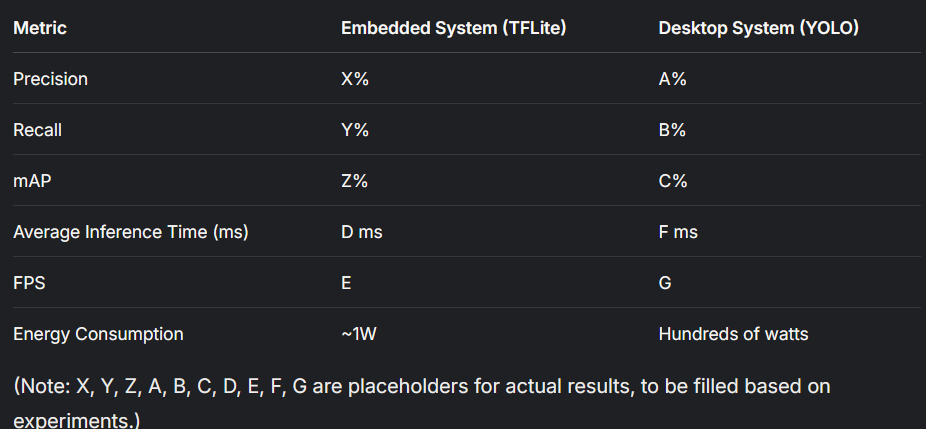 Metric Embedded System (TFLite) Desktop System (YOLO)
Precision X% A%
Recall Y% B%
mAP Z% C%
Average Inference Time (ms) D ms F ms
FPS E G
Energy Consumption ~1W Hundreds of watts
(Note: X, Y, Z, A, B, C, D, E, F, G are placeholders for actual results, to be filled based on
experiments.)